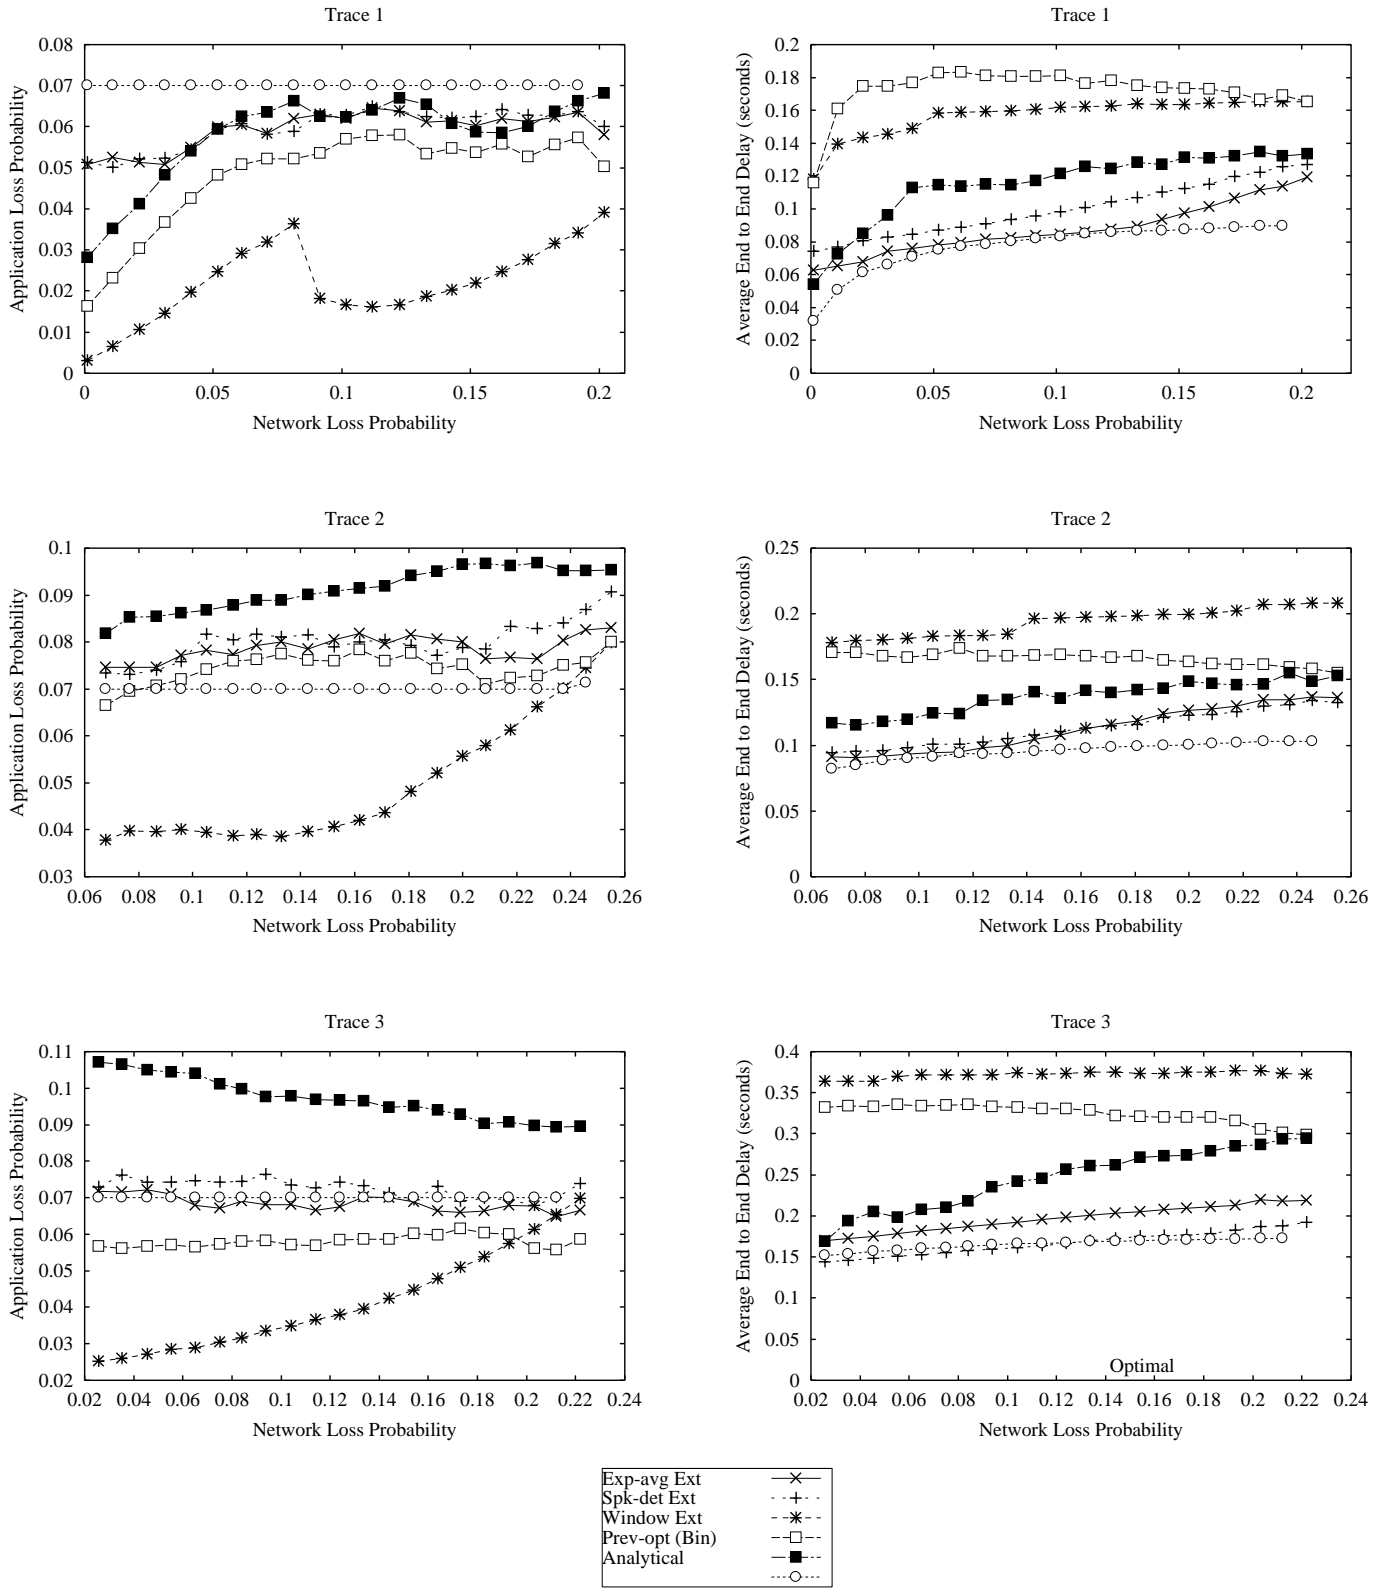 Trace 1
Application Loss Probability
0.08
0.07
0.06
0.05
0.04
0.03
0.02
0.01
0
0 0.05 0.1 0.15 0.2
Network Loss Probability
Trace 1
Average End to End Delay (seconds)
0.2
0.18
0.16
0.14
0.12
0.1
0.08
0.06
0.04
0.02
0
0 0.05 0.1 0.15 0.2
Network Loss Probability
Trace 2
Application Loss Probability
0.1
0.09
0.08
0.07
0.06
0.05
0.04
0.03
0.06 0.08 0.1 0.12 0.14 0.16 0.18 0.2 0.22 0.24 0.26
Network Loss Probability
Trace 2
Average End to End Delay (seconds)
0.25
0.2
0.15
0.1
0.05
0
0.06 0.08 0.1 0.12 0.14 0.16 0.18 0.2 0.22 0.24 0.26
Network Loss Probability
Trace 3
Application Loss Probability
0.11
0.1
0.09
0.08
0.07
0.06
0.05
0.04
0.03
0.02
0.02 0.04 0.06 0.08 0.1 0.12 0.14 0.16 0.18 0.2 0.22 0.24
Network Loss Probability
Trace 3
Average End to End Delay (seconds)
0.4
0.35
0.3
0.25
0.2
0.15
0.1
0.05
0
Optimal
0.02 0.04 0.06 0.08 0.1 0.12 0.14 0.16 0.18 0.2 0.22 0.24
Network Loss Probability
Exp-avg Ext
Spk-det Ext
Window Ext
Prev-opt (Bin)
Analytical